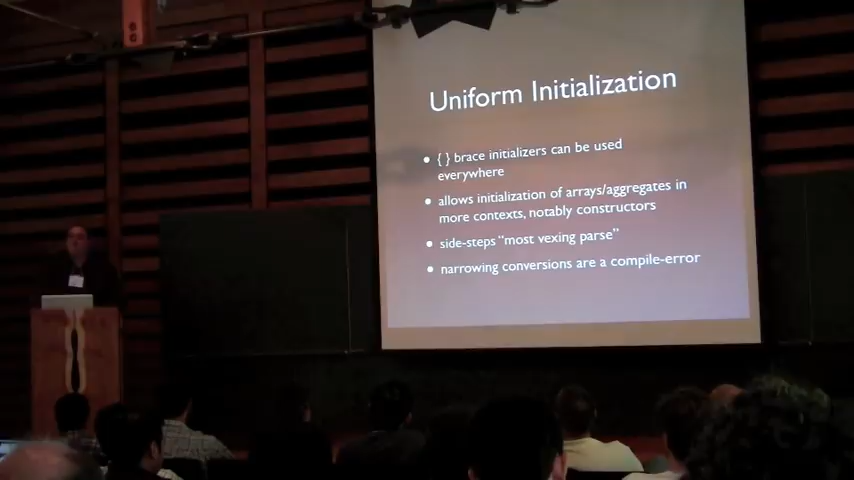 Uniform Initialization
• { } brace initializers can be used
everywhere
• allows initialization of arrays/aggregates in
more contexts, notably constructors
• side-steps “most vexing parse”
• narrowing conversions are a compile-error